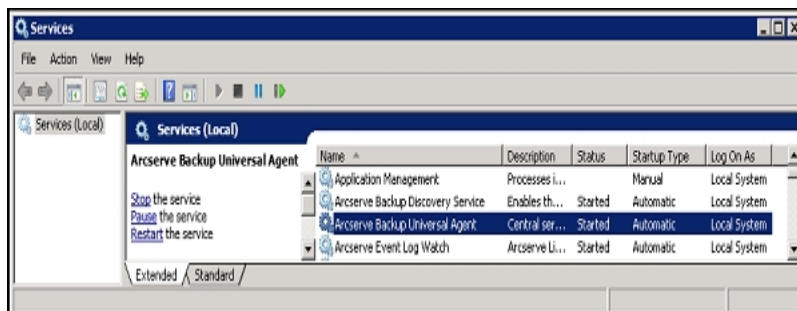 Services
File Action View Help
Services (Local)
Services (Local)
Arcserve Backup Universal Agent
Stop the service
Pause the service
Restart the service
Name Description Status Startup Type Log On As
Application Management Processes i... Manual Local System
Arcserve Backup Discovery Service Enables th... Started Automatic Local System
Arcserve Backup Universal Agent Central ser... Started Automatic Local System
Arcserve Event Log Watch Arcserve Li... Started Automatic Local System
Extended Standard